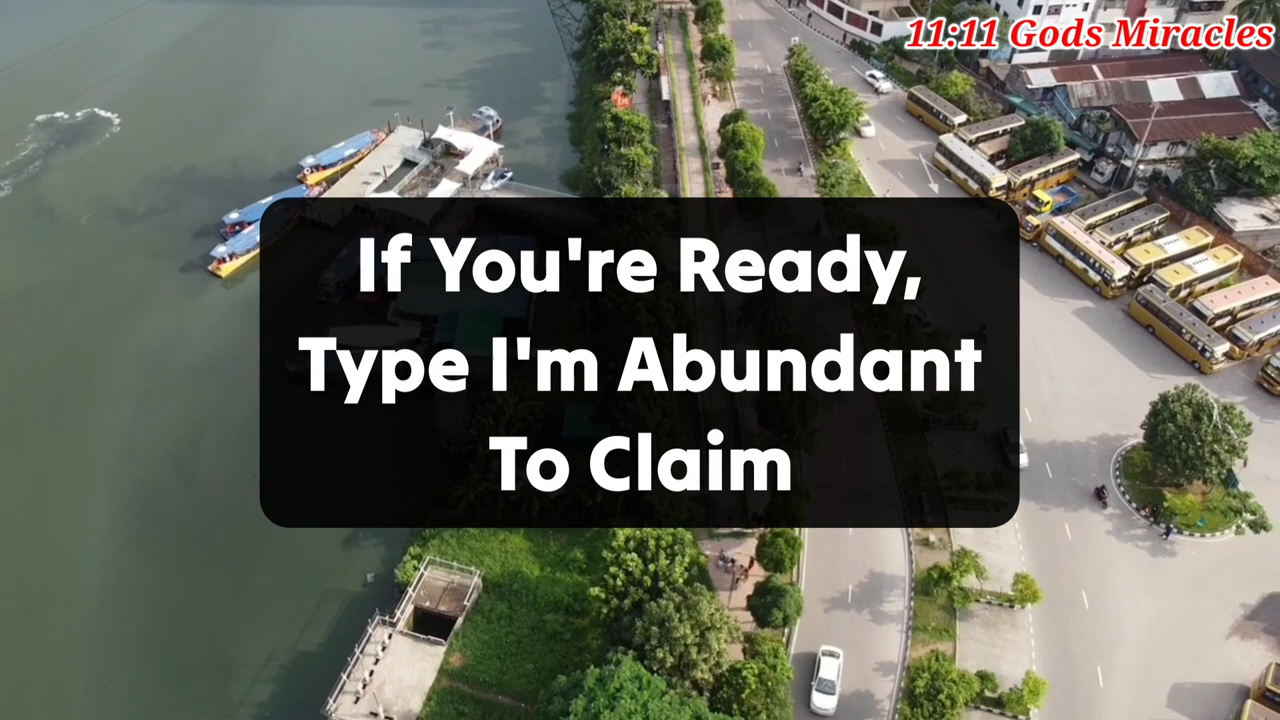 11:11 Gods Miracles
If You're Ready,
Type I'm Abundant
To Claim